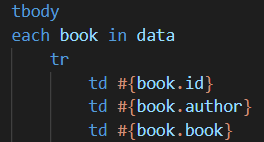 tbody
each book in data
    tr
        td #{book.id}
        td #{book.author}
        td #{book.book}